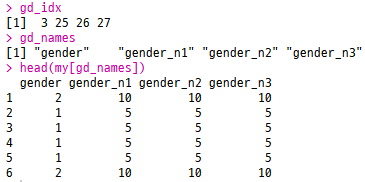 > gd_idx
[1]  3 25 26 27
> gd_names
[1] "gender"    "gender_n1" "gender_n2" "gender_n3"
> head(my[gd_names])
  gender gender_n1 gender_n2 gender_n3
1      2        10        10        10
2      1         5         5         5
3      1         5         5         5
4      1         5         5         5
5      1         5         5         5
6      2        10        10        10